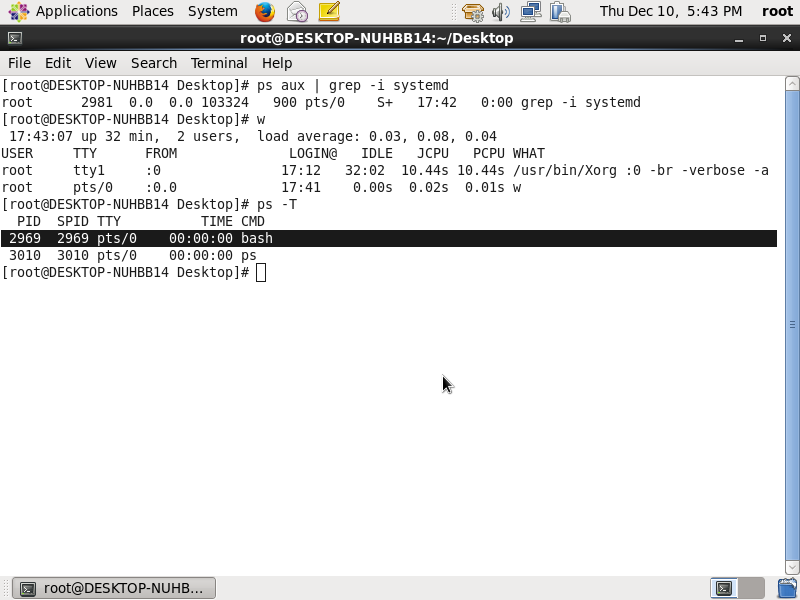 Applications Places System Thu Dec 10, 5:43 PM root
root@DESKTOP-NUHBB14:~/Desktop
File Edit View Search Terminal Help
[root@DESKTOP-NUHBB14 Desktop]# ps aux | grep -i systemd
root      2981  0.0  0.0 103324   900 pts/0    S+   17:42   0:00 grep -i systemd
[root@DESKTOP-NUHBB14 Desktop]# w
 17:43:07 up 32 min,  2 users,  load average: 0.03, 0.08, 0.04
USER     TTY      FROM              LOGIN@   IDLE   JCPU   PCPU WHAT
root     tty1     :0               17:12   32:02  10.44s 10.44s /usr/bin/Xorg :0 -br -verbose -a
root     pts/0    :0.0             17:41    0.00s  0.02s  0.01s w
[root@DESKTOP-NUHBB14 Desktop]# ps -T
  PID  SPID TTY          TIME CMD
 2969  2969 pts/0    00:00:00 bash
 3010  3010 pts/0    00:00:00 ps
[root@DESKTOP-NUHBB14 Desktop]#
root@DESKTOP-NUHB...